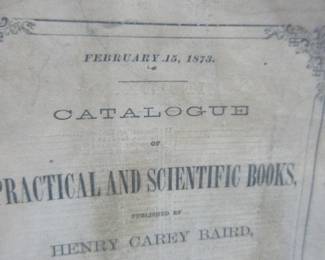 FEBRUARY 15, 1873.
CATALOGUE
OF
PRACTICAL AND SCIENTIFIC BOOKS,
PUBLISHED BY
HENRY CAREY BAIRD,